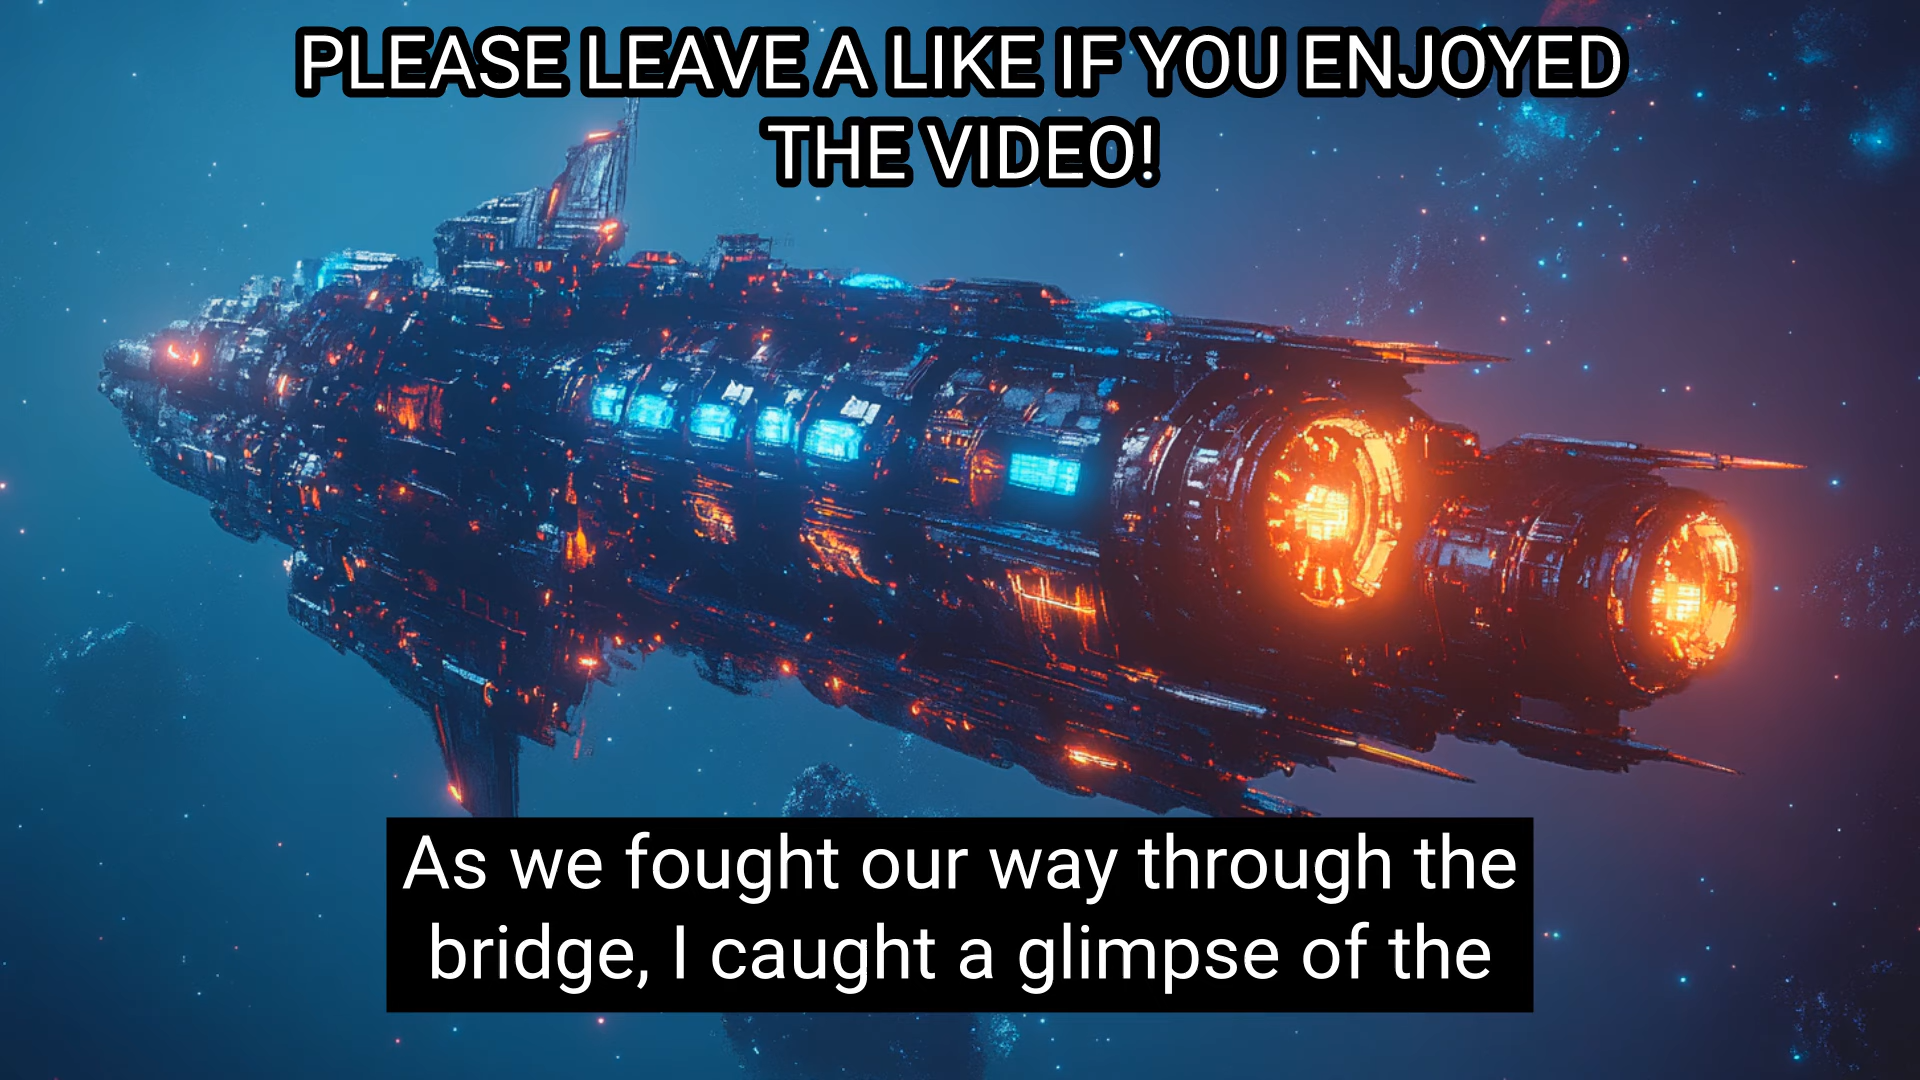 PLEASE LEAVE A LIKE IF YOU ENJOYED
THE VIDEO!
As we fought our way through the
bridge, I caught a glimpse of the